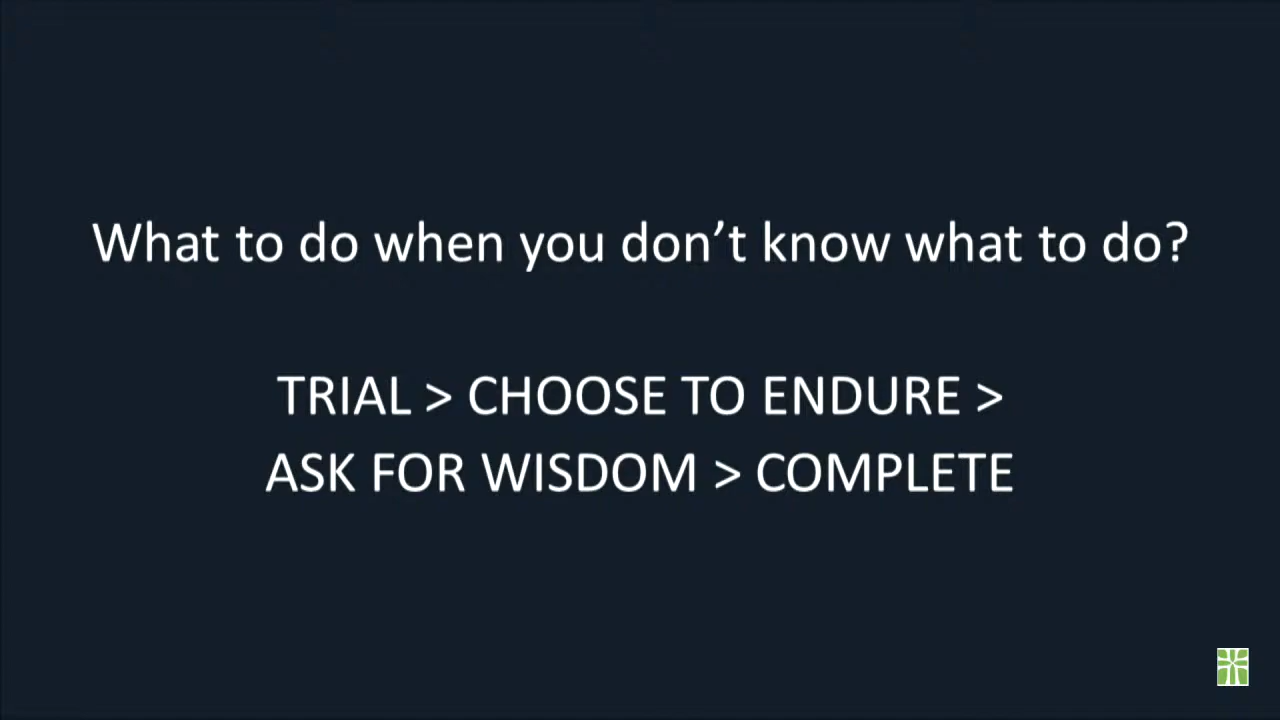 What to do when you don’t know what to do?
TRIAL > CHOOSE TO ENDURE >
ASK FOR WISDOM > COMPLETE